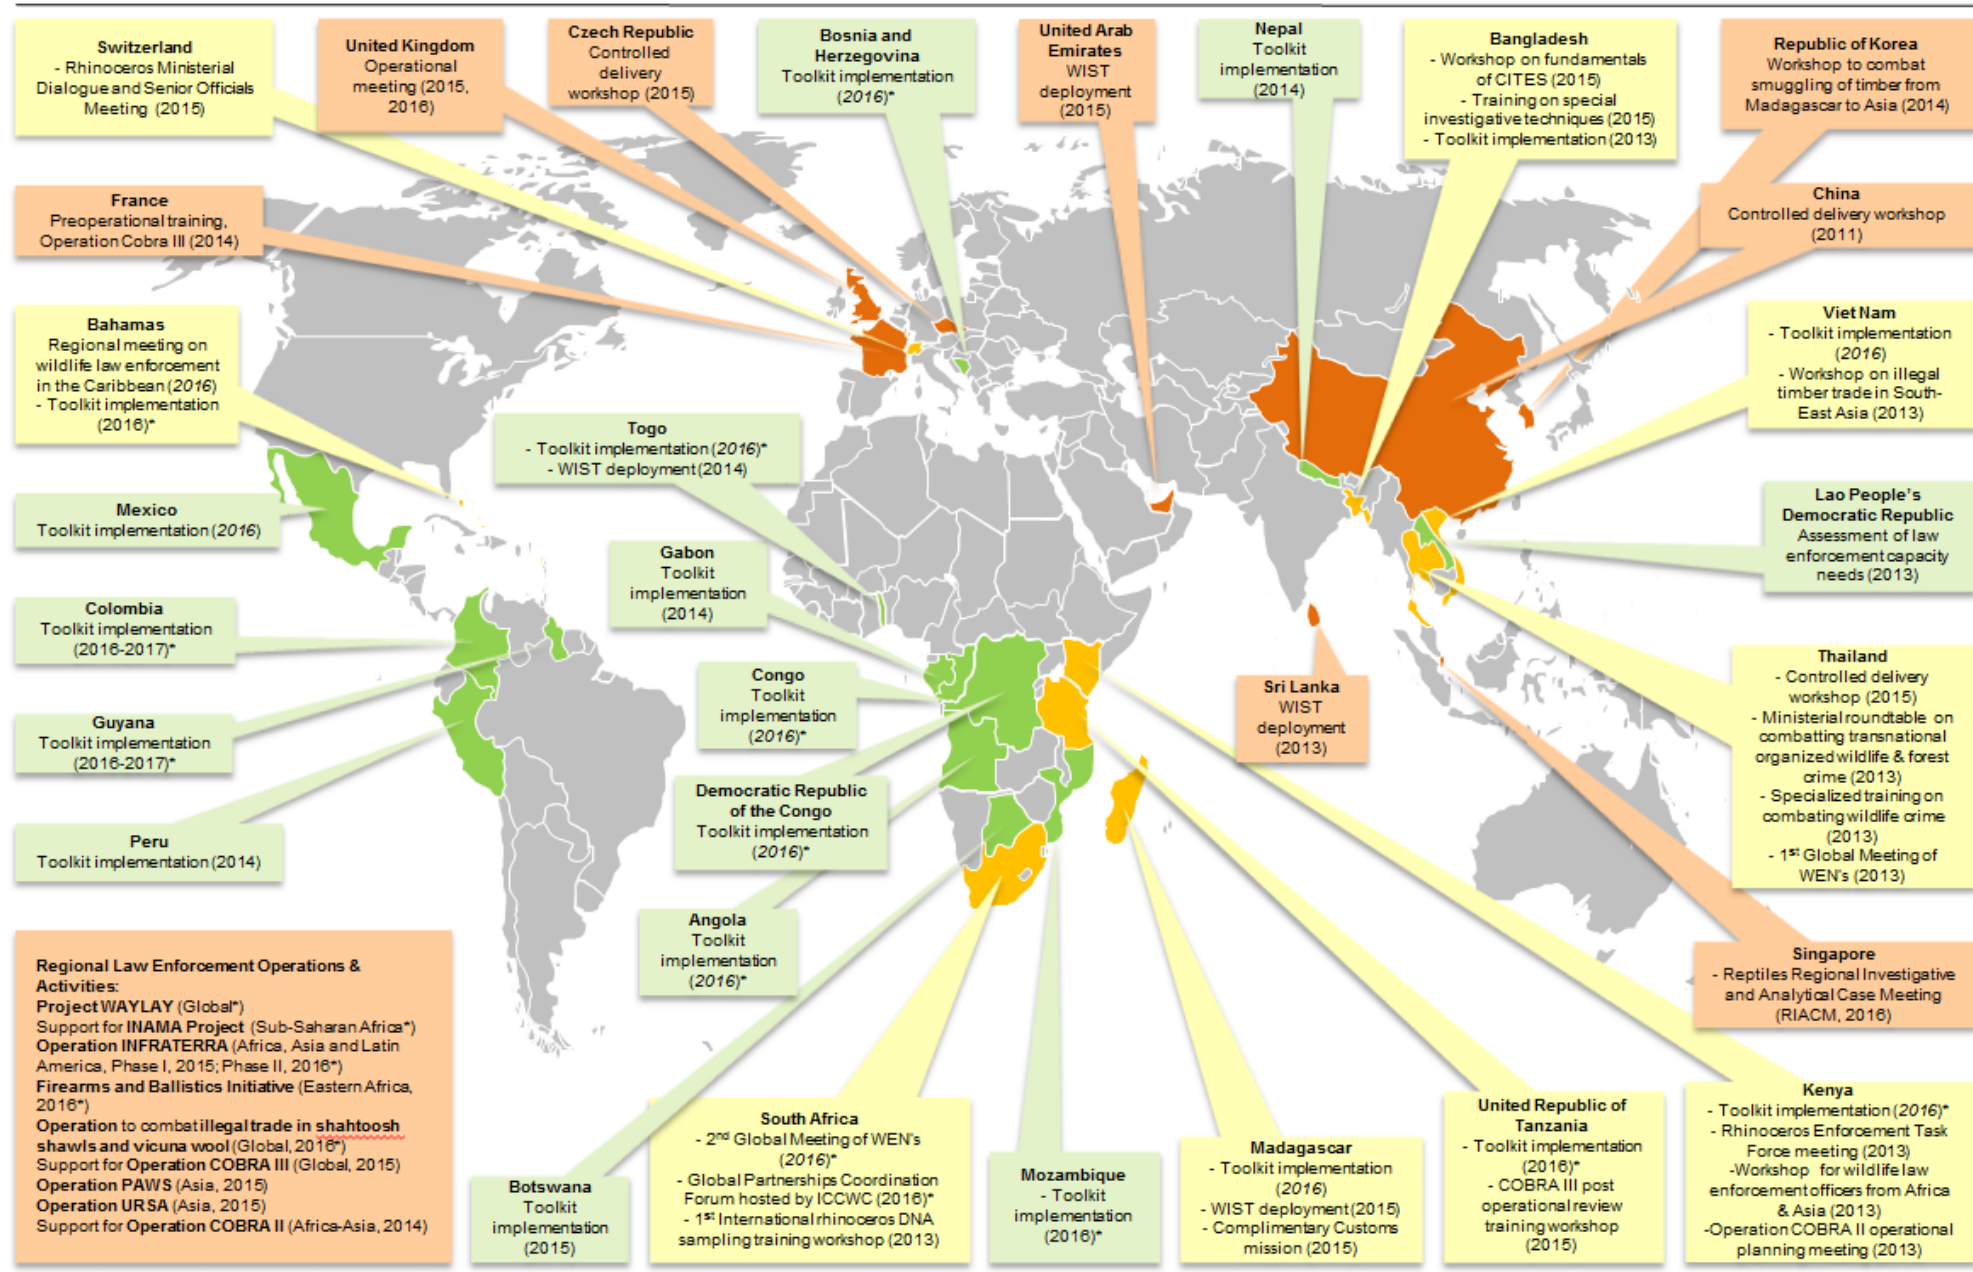 Switzerland
- Rhinoceros Ministerial
Dialogue and Senior Officials
Meeting (2015)
United Kingdom
Operational
meeting (2015,
2016)
Czech Republic
Controlled
delivery
workshop (2015)
Bosnia and
Herzegovina
Toolkit implementation
(2016)*
United Arab
Emirates
WIST
deployment
(2015)
Nepal
Toolkit
implementation
(2014)
Bangladesh
- Workshop on fundamentals
of CITES (2015)
- Training on special
investigative techniques (2015)
- Toolkit implementation (2013)
Republic of Korea
Workshop to combat
smuggling of timber from
Madagascar to Asia (2014)
France
Preoperational training,
Operation Cobra III (2014)
China
Controlled delivery workshop
(2011)
Bahamas
Regional meeting on
wildlife law enforcement
in the Caribbean (2016)
- Toolkit implementation
(2016)*
Viet Nam
- Toolkit implementation
(2016)
- Workshop on illegal
timber trade in South-
East Asia (2013)
Togo
- Toolkit implementation (2016)*
- WIST deployment (2014)
Mexico
Toolkit implementation (2016)
Lao People's
Democratic Republic
Assessment of law
enforcement capacity
needs (2013)
Gabon
Toolkit
implementation
(2014)
Colombia
Toolkit implementation
(2016-2017)*
Congo
Toolkit
implementation
(2016)*
Sri Lanka
WIST
deployment
(2013)
Thailand
- Controlled delivery
workshop (2015)
- Ministerial roundtable on
combatting transnational
organized wildlife & forest
crime (2013)
- Specialized training on
combating wildlife crime
(2013)
- 1st Global Meeting of
WEN's (2013)
Guyana
Toolkit implementation
(2016-2017)*
Democratic Republic
of the Congo
Toolkit implementation
(2016)*
Peru
Toolkit implementation (2014)
Angola
Toolkit
implementation
(2016)*
Singapore
- Reptiles Regional Investigative
and Analytical Case Meeting
(RIACM, 2016)
Regional Law Enforcement Operations &
Activities:
Project WAYLAY (Global*)
Support for INAMA Project (Sub-Saharan Africa*)
Operation INFRATERRA (Africa, Asia and Latin
America, Phase I, 2015; Phase II, 2016*)
Firearms and Ballistics Initiative (Eastern Africa,
2016*)
Operation to combat illegal trade in shahtoosh
shawls and vicuna wool (Global, 2016*)
Support for Operation COBRA III (Global, 2015)
Operation PAWS (Asia, 2015)
Operation URSA (Asia, 2015)
Support for Operation COBRA II (Africa-Asia, 2014)
Botswana
Toolkit
implementation
(2015)
South Africa
- 2nd Global Meeting of WEN's
(2016)*
- Global Partnerships Coordination
Forum hosted by ICCWC (2016)*
- 1st International rhinoceros DNA
sampling training workshop (2013)
Mozambique
- Toolkit
implementation
(2016)*
Madagascar
- Toolkit implementation
(2016)
- WIST deployment (2015)
- Complimentary Customs
mission (2015)
United Republic of
Tanzania
- Toolkit implementation
(2016)*
- COBRA III post
operational review
training workshop
(2015)
Kenya
- Toolkit implementation (2016)*
- Rhinoceros Enforcement Task
Force meeting (2013)
-Workshop for wildlife law
enforcement officers from Africa
& Asia (2013)
-Operation COBRA II operational
planning meeting (2013)